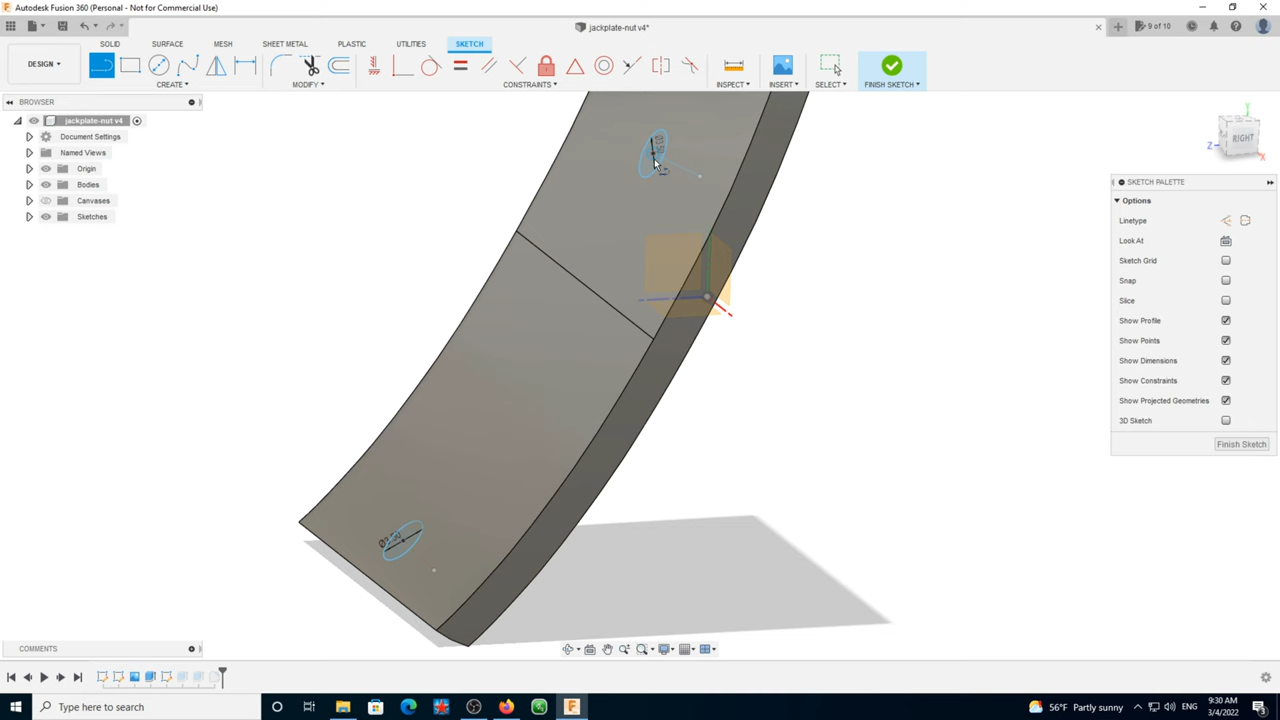 Autodesk Fusion 360 (Personal - Not for Commercial Use)
jackplate-nut v4*
9 of 10
DESIGN
SOLID
SURFACE
MESH
SHEET METAL
PLASTIC
UTILITIES
SKETCH
CREATE
MODIFY
CONSTRAINTS
INSPECT
INSERT
SELECT
FINISH SKETCH
BROWSER
jackplate-nut v4
Document Settings
Named Views
Origin
Bodies
Canvases
Sketches
RIGHT
Y
Z
X
SKETCH PALETTE
Options
Linetype
Look At
Sketch Grid
Snap
Slice
Show Profile
Show Points
Show Dimensions
Show Constraints
Show Projected Geometries
3D Sketch
Finish Sketch
COMMENTS
Type here to search
56°F Partly sunny
ENG
9:30 AM
3/4/2022
3